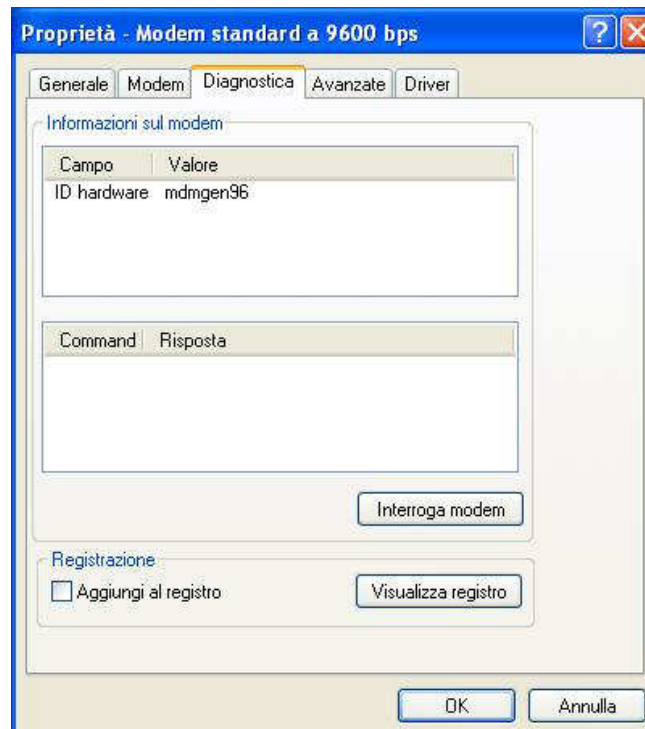 Proprietà - Modem standard a 9600 bps
Generale Modem Diagnostica Avanzate Driver
Informazioni sul modem
Campo Valore
ID hardware mdmgen96
Command Risposta
Interroga modem
Registrazione
Aggiungi al registro Visualizza registro
OK Annulla